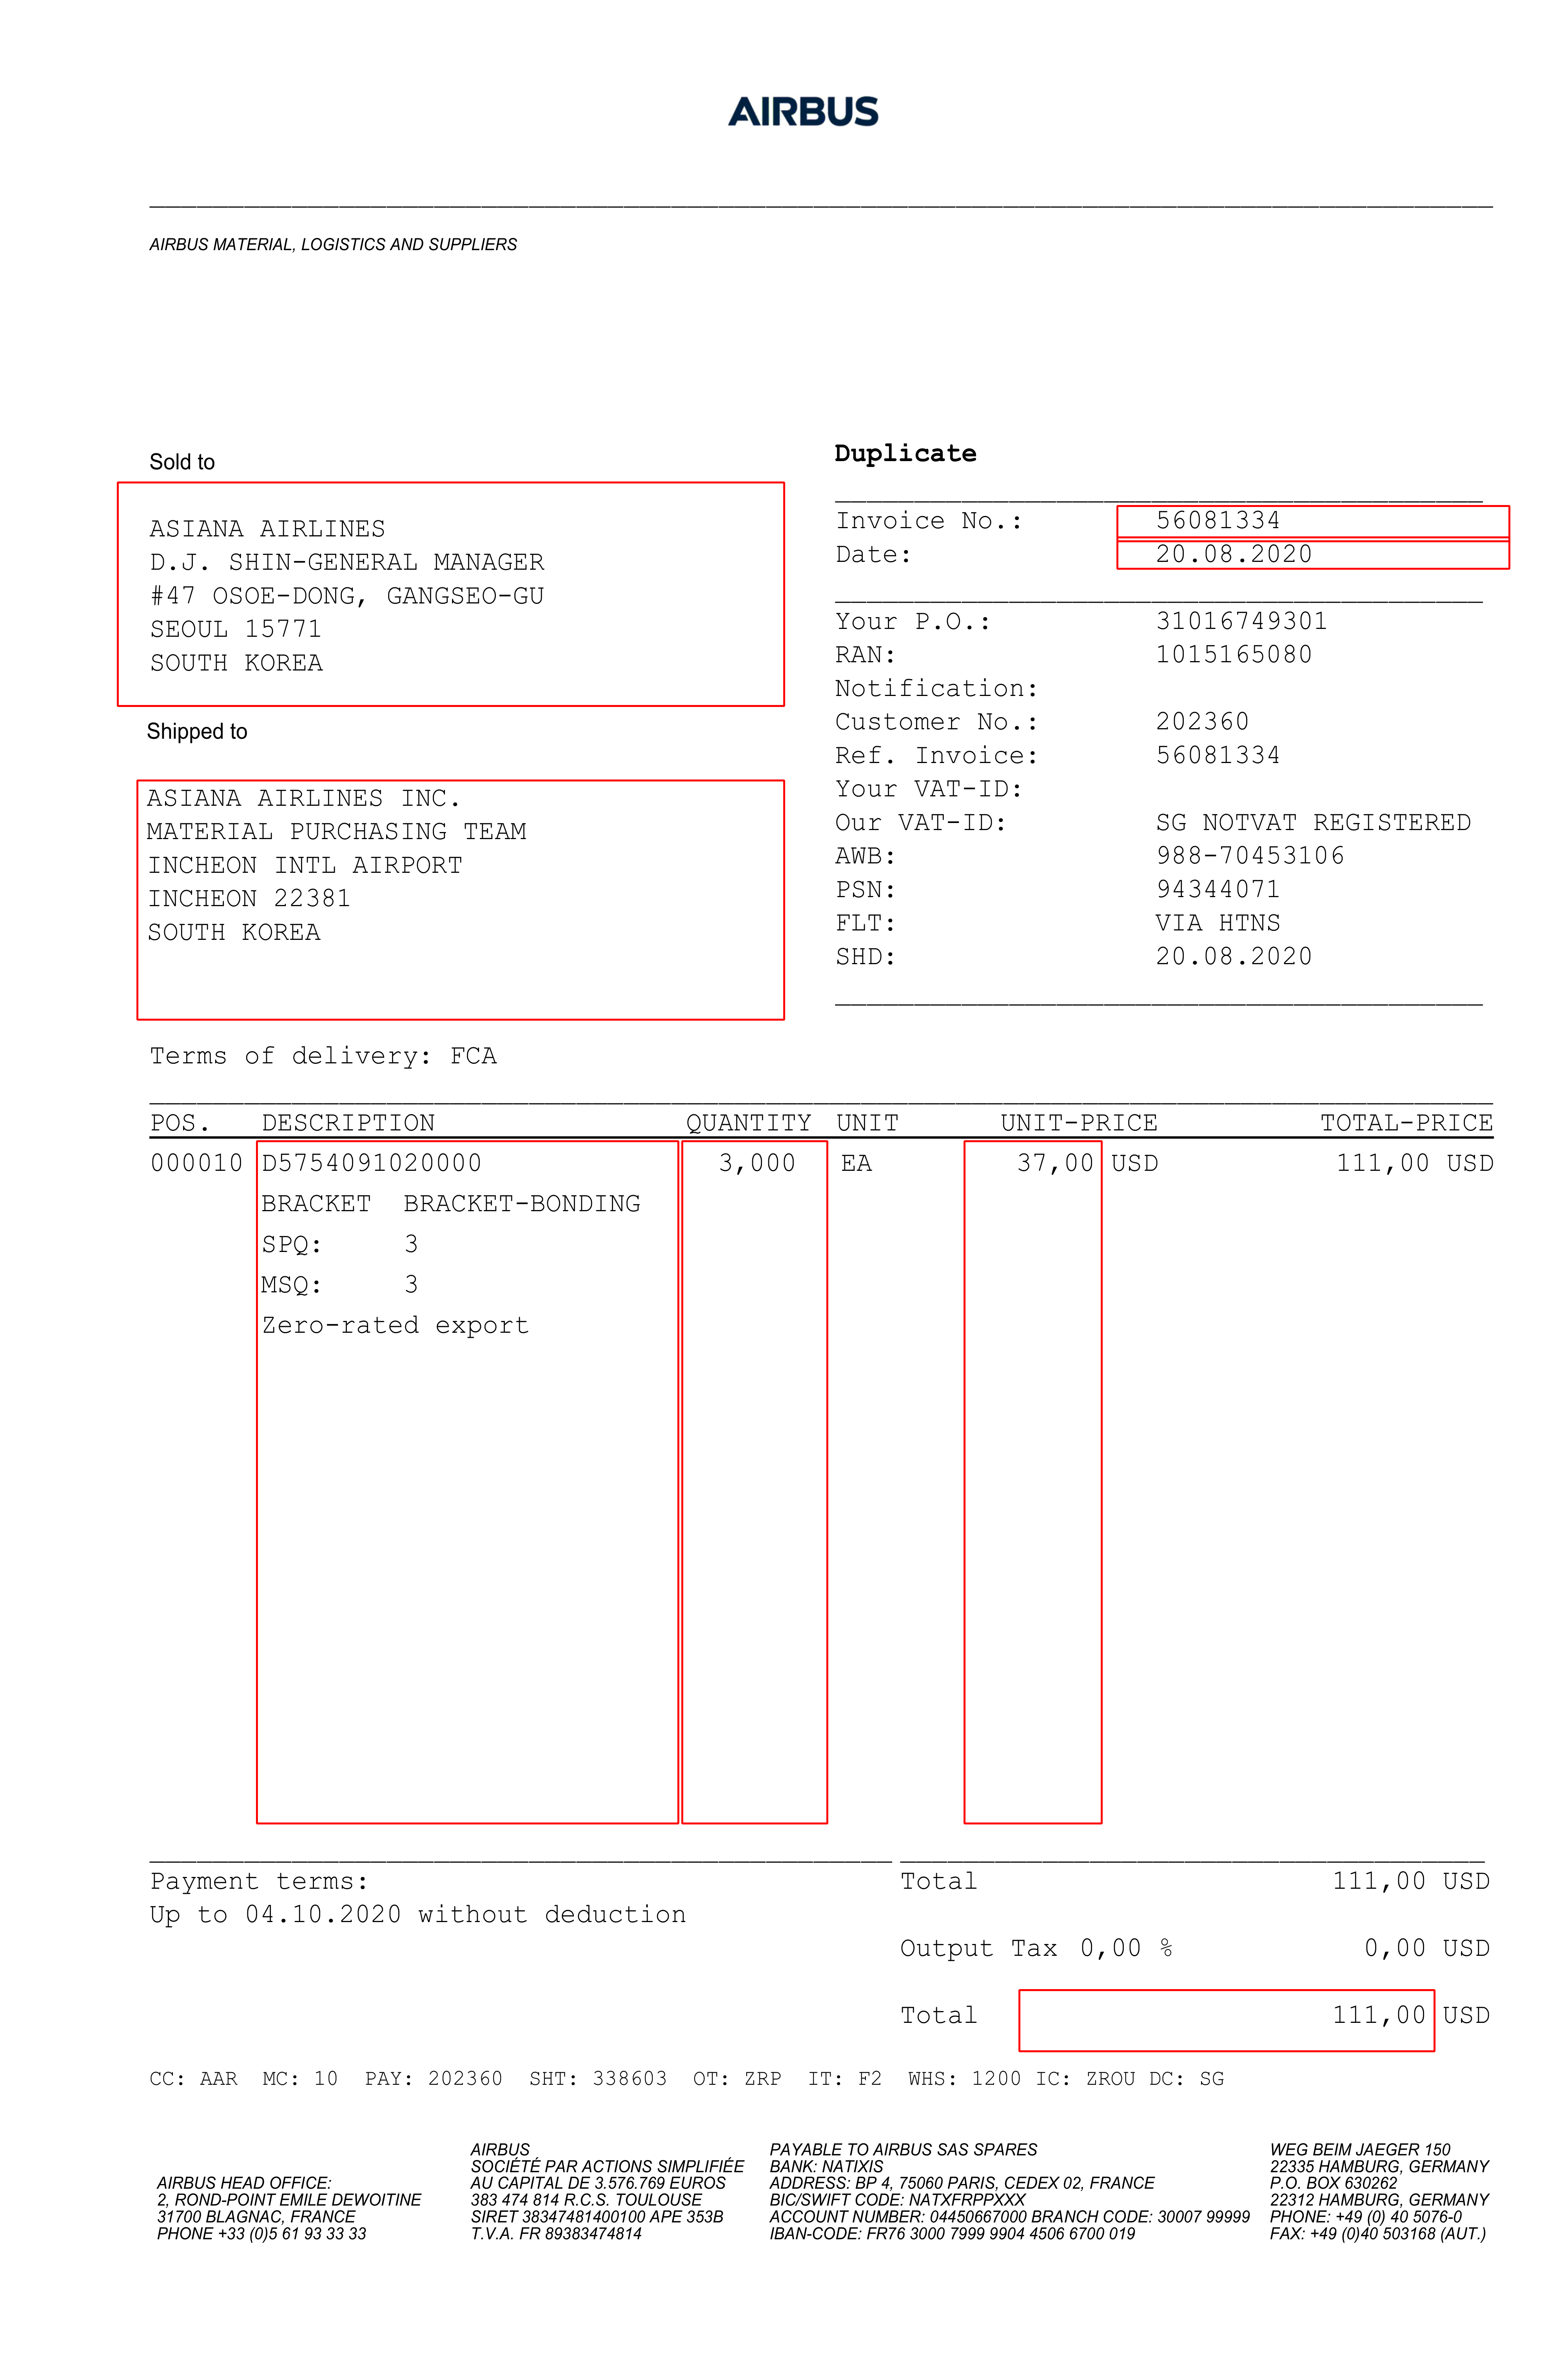 AIRBUS
AIRBUS MATERIAL, LOGISTICS AND SUPPLIERS
Sold to
ASIANA AIRLINES
D.J. SHIN-GENERAL MANAGER
#47 OSOE-DONG, GANGSEO-GU
SEOUL 15771
SOUTH KOREA
Shipped to
ASIANA AIRLINES INC.
MATERIAL PURCHASING TEAM
INCHEON INTL AIRPORT
INCHEON 22381
SOUTH KOREA
Duplicate
Invoice No.: 56081334
Date: 20.08.2020
Your P.O.: 31016749301
RAN: 1015165080
Notification:
Customer No.: 202360
Ref. Invoice: 56081334
Your VAT-ID:
Our VAT-ID: SG NOTVAT REGISTERED
AWB: 988-70453106
PSN: 94344071
FLT: VIA HTNS
SHD: 20.08.2020
Terms of delivery: FCA
POS. DESCRIPTION QUANTITY UNIT UNIT-PRICE TOTAL-PRICE
000010 D5754091020000 3,000 EA 37,00 USD 111,00 USD
BRACKET BRACKET-BONDING
SPQ: 3
MSQ: 3
Zero-rated export
Payment terms:
Up to 04.10.2020 without deduction
Total 111,00 USD
Output Tax 0,00 % 0,00 USD
Total 111,00 USD
CC: AAR MC: 10 PAY: 202360 SHT: 338603 OT: ZRP IT: F2 WHS: 1200 IC: ZROU DC: SG
AIRBUS HEAD OFFICE:
2, ROND-POINT EMILE DEWOITINE
31700 BLAGNAC, FRANCE
PHONE +33 (0)5 61 93 33 33
AIRBUS
SOCIÉTÉ PAR ACTIONS SIMPLIFIÉE
AU CAPITAL DE 3.576.769 EUROS
383 474 814 R.C.S. TOULOUSE
SIRET 38347481400100 APE 353B
T.V.A. FR 89383474814
PAYABLE TO AIRBUS SAS SPARES
BANK: NATIXIS
ADDRESS: BP 4, 75060 PARIS, CEDEX 02, FRANCE
BIC/SWIFT CODE: NATXFRPPXXX
ACCOUNT NUMBER: 04450667000 BRANCH CODE: 30007 99999
IBAN-CODE: FR76 3000 7999 9904 4506 6700 019
WEG BEIM JAEGER 150
22335 HAMBURG, GERMANY
P.O. BOX 630262
22312 HAMBURG, GERMANY
PHONE: +49 (0) 40 5076-0
FAX: +49 (0)40 503168 (AUT.)